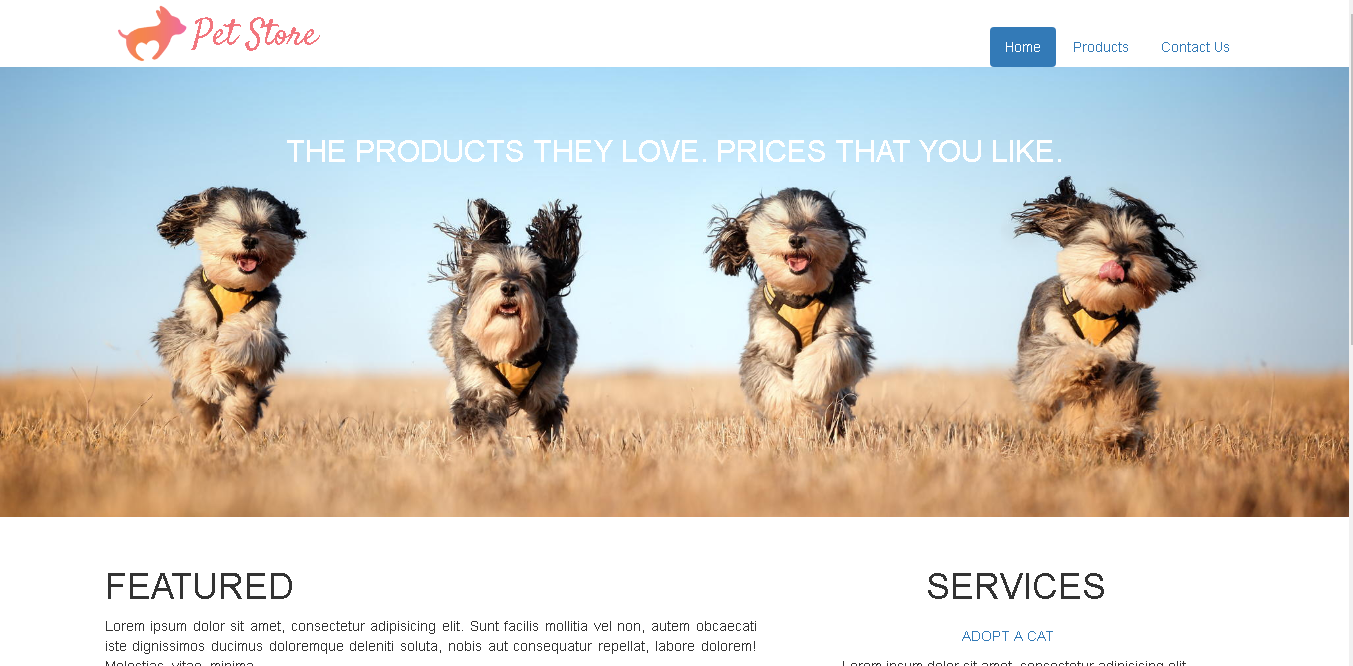 Pet Store
Home
Products
Contact Us
THE PRODUCTS THEY LOVE. PRICES THAT YOU LIKE.
FEATURED
Lorem ipsum dolor sit amet, consectetur adipisicing elit. Sunt facilis mollitia vel non, autem obcaecati
iste dignissimos ducimus doloremque deleniti soluta, nobis aut consequatur repellat, labore dolorem!
Molestias, vitae, minima.
SERVICES
ADOPT A CAT
Lorem ipsum dolor sit amet, consectetur adipisicing elit.